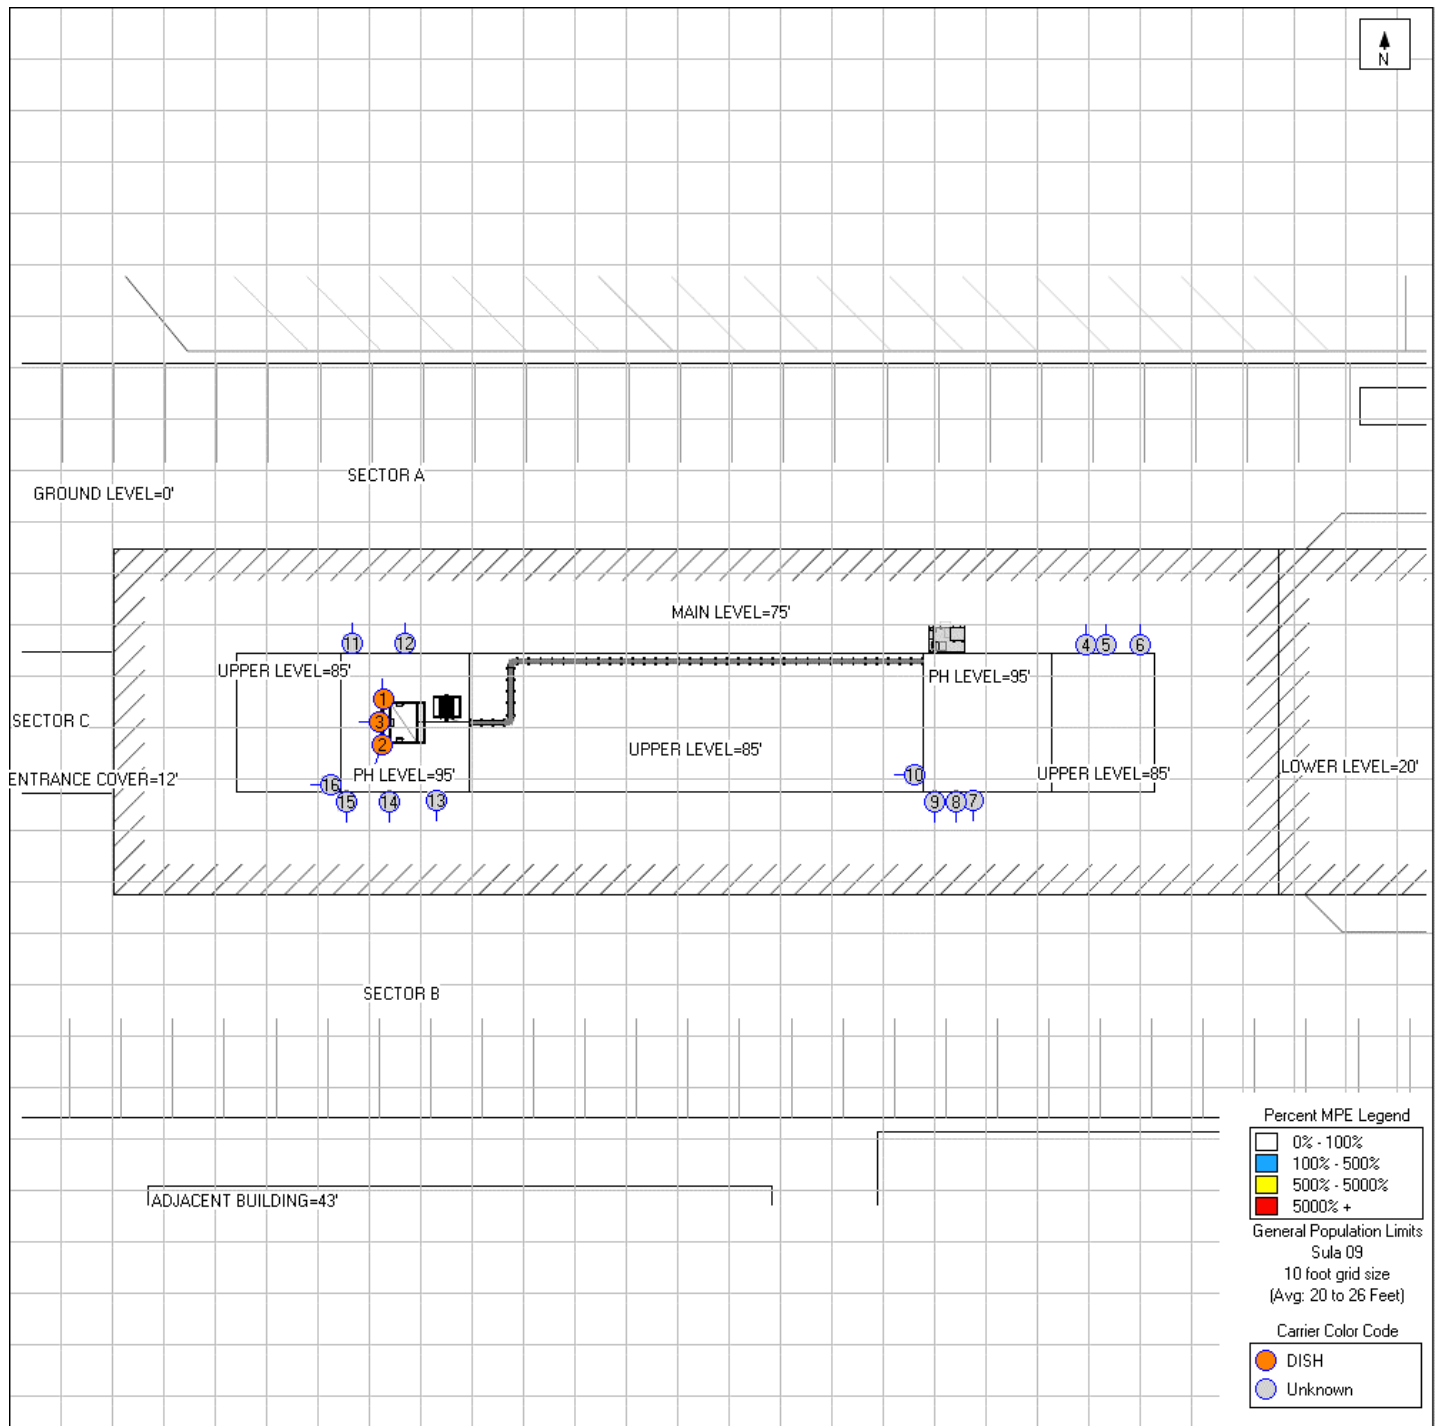 N
SECTOR A
GROUND LEVEL=0'
MAIN LEVEL=75'
11
12
4
5
6
UPPER LEVEL=85'
PH LEVEL=95'
1
SECTOR C
3
2
UPPER LEVEL=85'
PH LEVEL=95'
10
UPPER LEVEL=85'
LOWER LEVEL=20'
ENTRANCE COVER=12'
16
15
14
13
9
8
7
SECTOR B
ADJACENT BUILDING=43'
Percent MPE Legend
0% - 100%
100% - 500%
500% - 5000%
5000% +
General Population Limits
Sula 09
10 foot grid size
(Avg: 20 to 26 Feet)
Carrier Color Code
DISH
Unknown